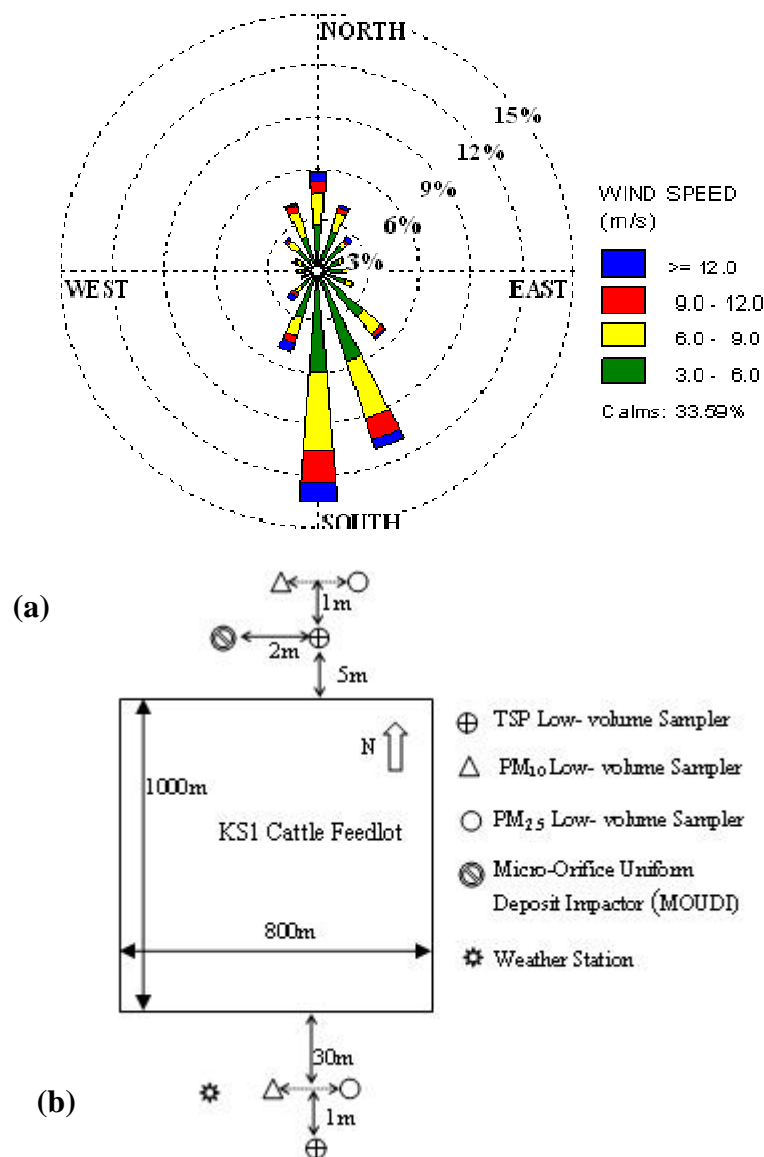 NORTH
15%
12%
9%
6%
3%
WEST
EAST
SOUTH
WIND SPEED
(m/s)
>= 12.0
9.0 - 12.0
6.0 - 9.0
3.0 - 6.0
Calms: 33.59%
(a)
1m
2m
5m
N
1000m
KS1 Cattle Feedlot
800m
TSP Low- volume Sampler
PM10 Low- volume Sampler
PM2.5 Low- volume Sampler
Micro-Orifice Uniform
Deposit Impactor (MOUDI)
Weather Station
30m
(b)
1m